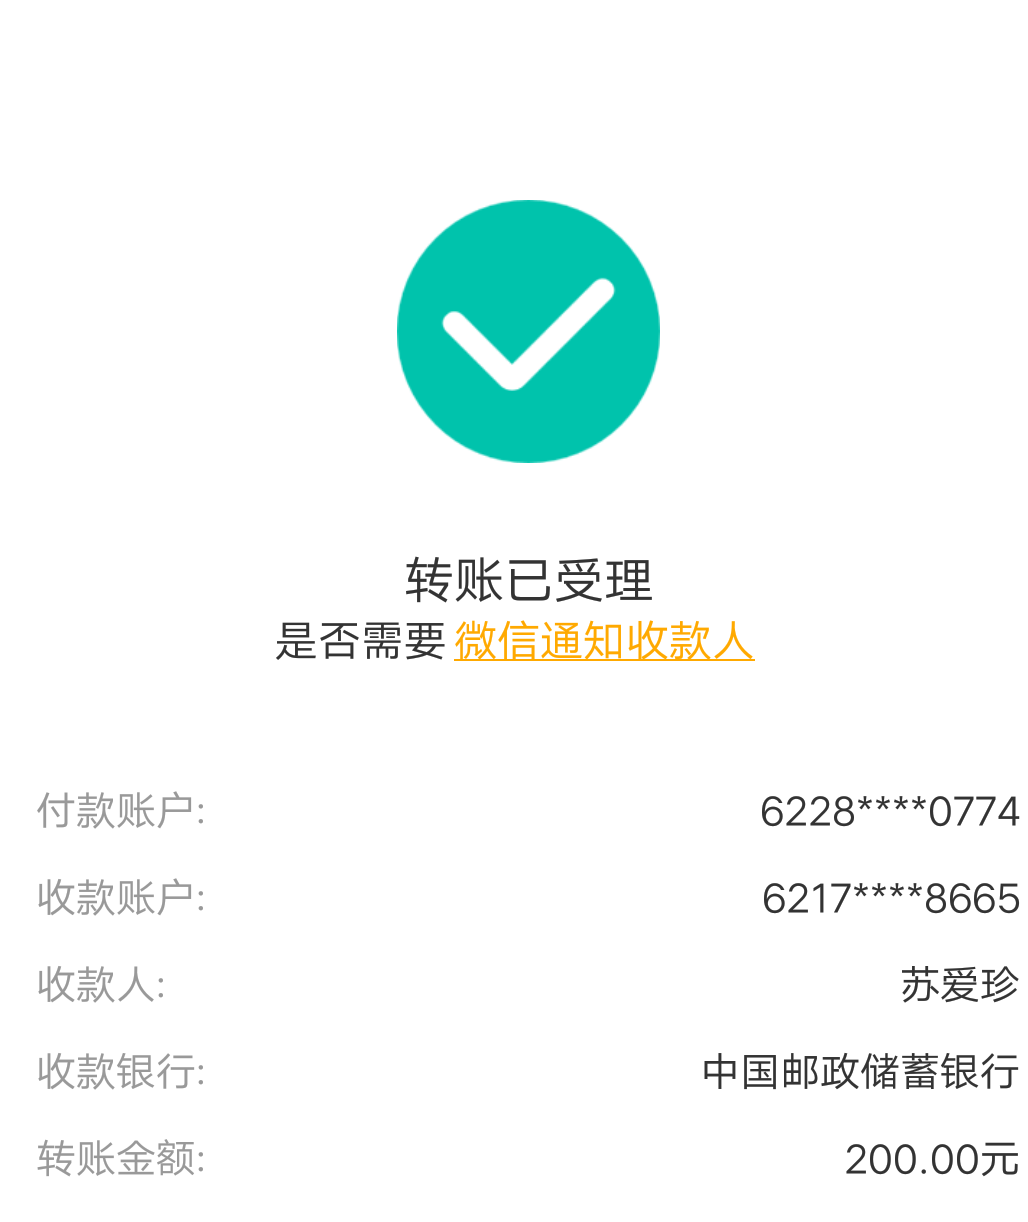 转账已受理
是否需要 微信通知收款人
付款账户: 6228****0774
收款账户: 6217****8665
收款人: 苏爱珍
收款银行: 中国邮政储蓄银行
转账金额: 200.00元